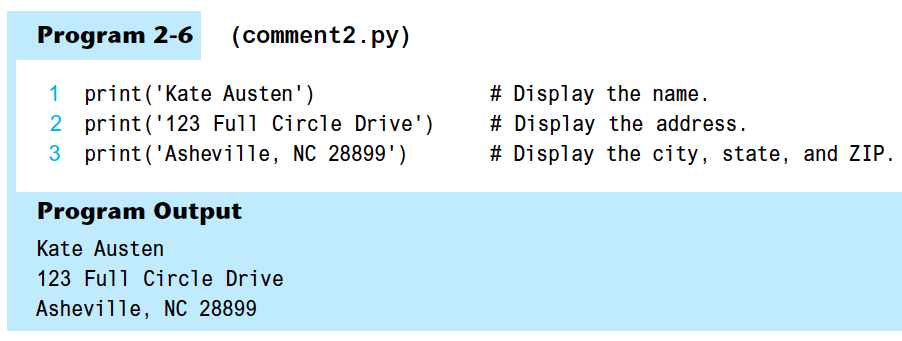 Program 2-6 (comment2.py)
1 print('Kate Austen') # Display the name.
2 print('123 Full Circle Drive') # Display the address.
3 print('Asheville, NC 28899') # Display the city, state, and ZIP.
Program Output
Kate Austen
123 Full Circle Drive
Asheville, NC 28899